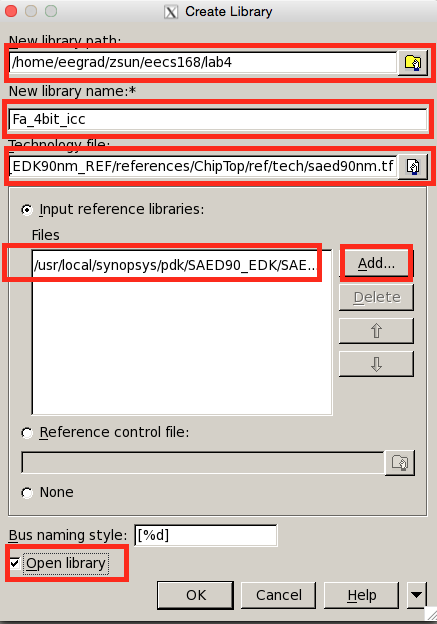 Create Library
New library path:
/home/eegrad/zsun/eecs168/lab4
New library name:*
Fa_4bit_icc
Technology file:
EDK90nm_REF/references/ChipTop/ref/tech/saed90nm.tf
Input reference libraries:
Files
/usr/local/synopsys/pdk/SAED90_EDK/SAE...
Add...
Delete
Reference control file:
None
Bus naming style: [%d]
Open library
OK Cancel Help